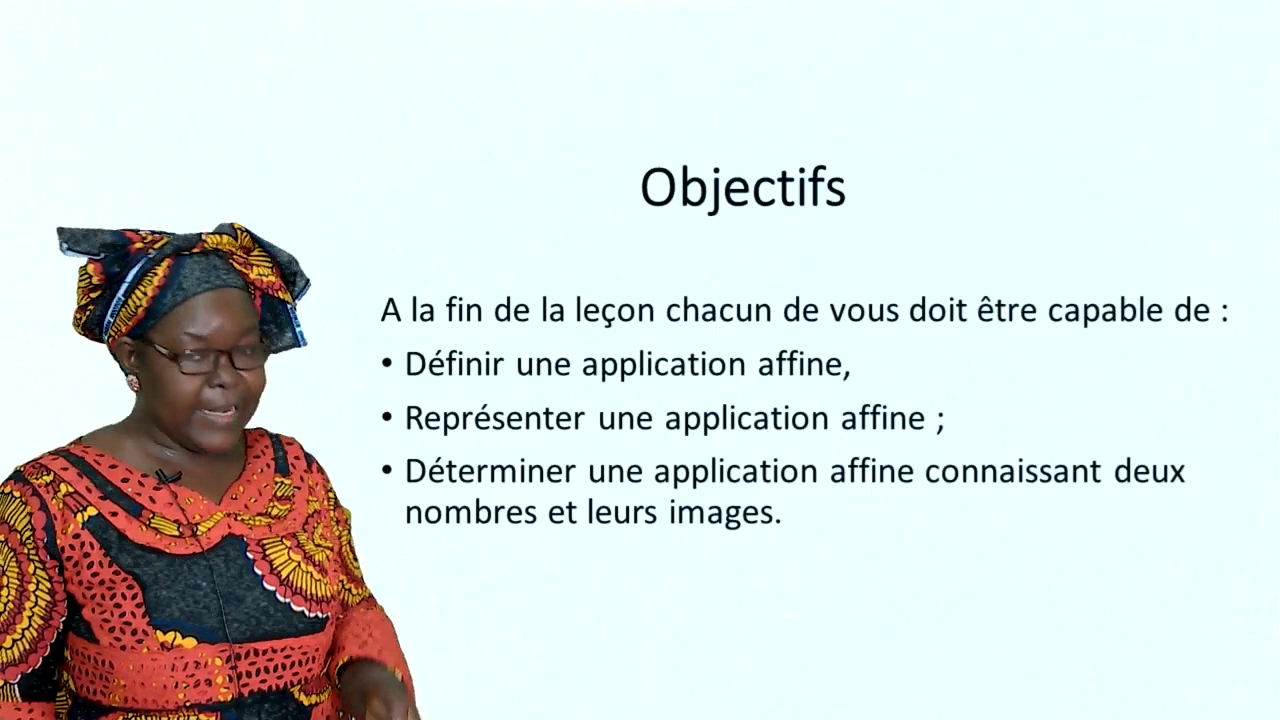 Objectifs
A la fin de la leçon chacun de vous doit être capable de :
• Définir une application affine,
• Représenter une application affine ;
• Déterminer une application affine connaissant deux
nombres et leurs images.